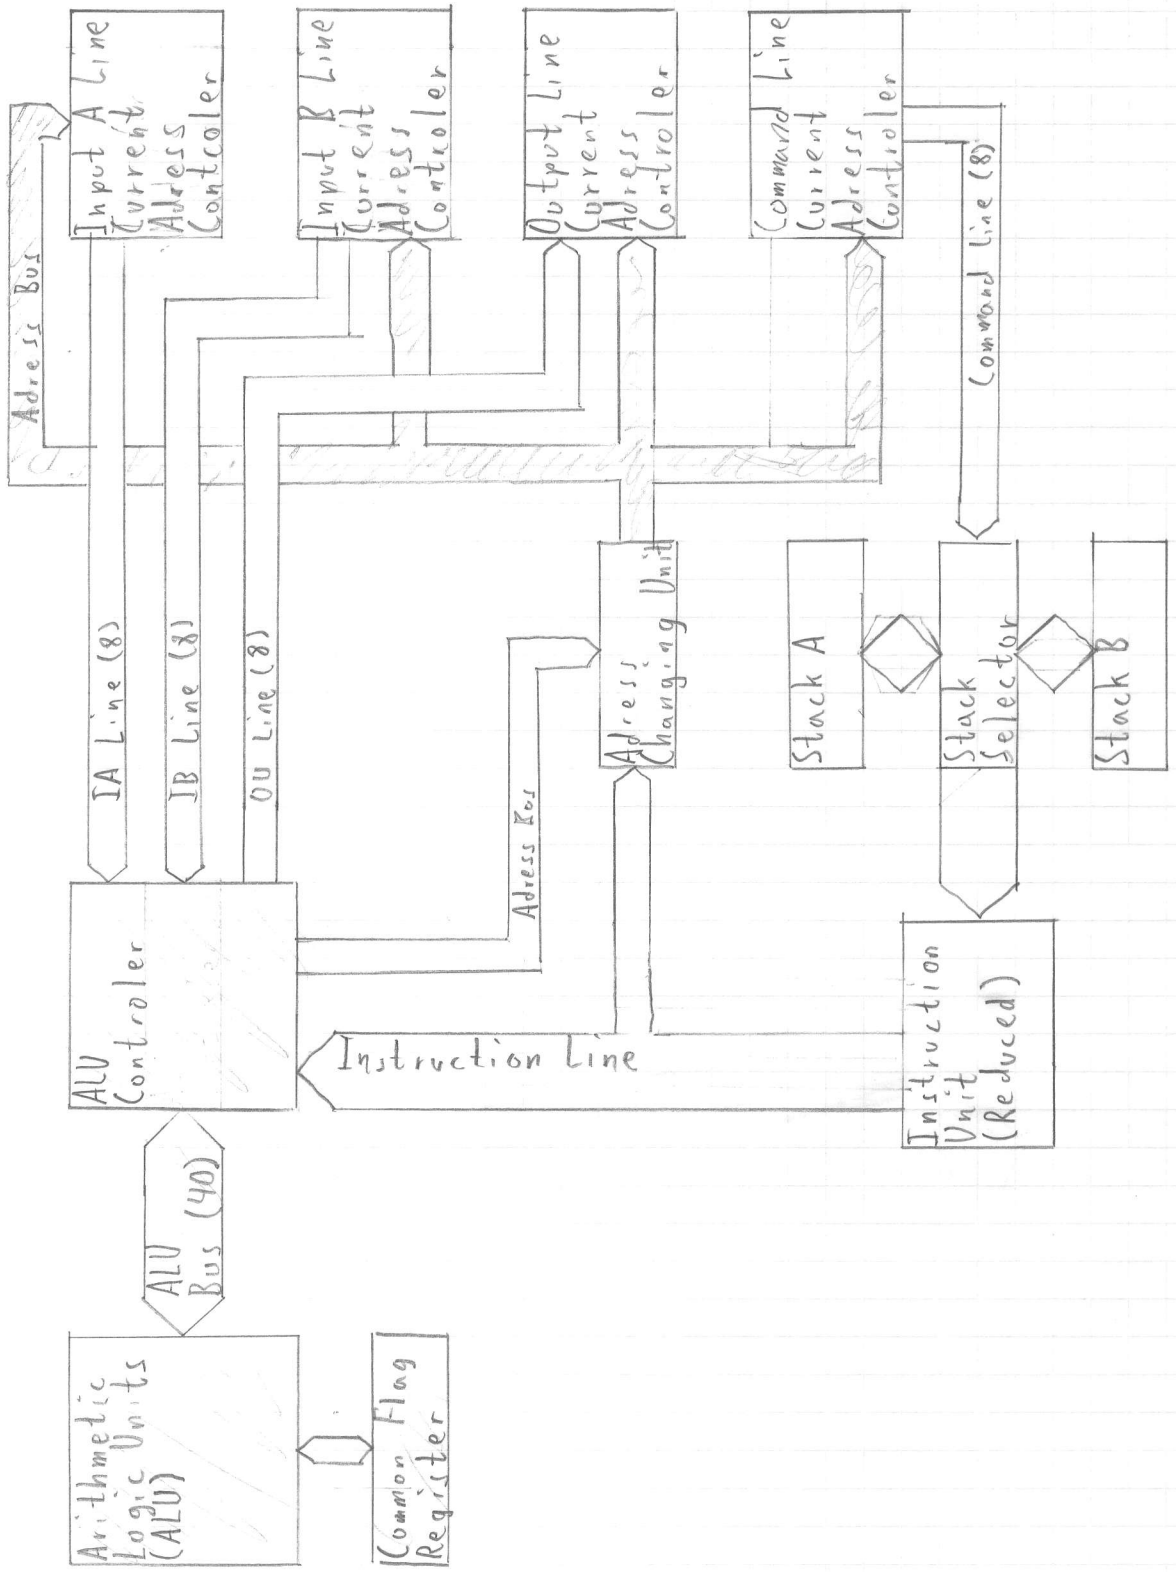 Arithmetic
Logic Units
(ALU)
Common Flag
Register
ALU
Bus (40)
ALU
Controler
IA Line (8)
IB Line (8)
OU Line (8)
Adress Bus
Input A Line
Current
Adress
Controler
Input B Line
Current
Adress
Controler
Output Line
Current
Adress
Controler
Command Line
Current
Adress
Controler
Adress Bus
Adress
Changing Unit
Instruction Line
Stack A
Stack
Selector
Stack B
Command Line (8)
Instruction
Unit
(Reduced)